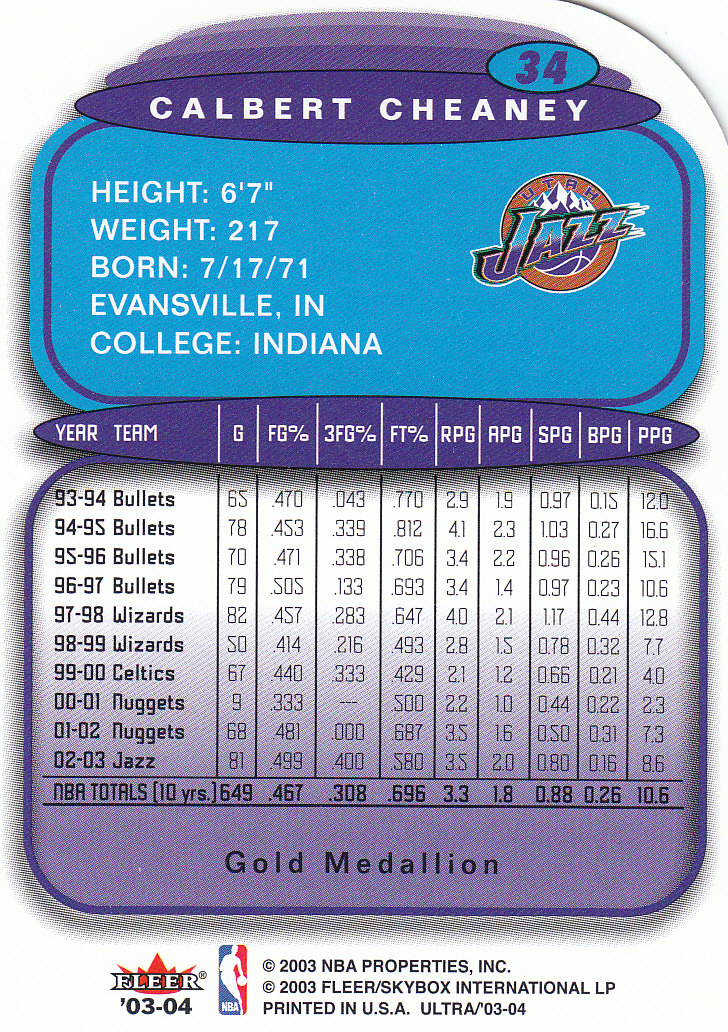 34
CALBERT CHEANEY
HEIGHT: 6'7"
WEIGHT: 217
BORN: 7/17/71
EVANSVILLE, IN
COLLEGE: INDIANA
UTAH
JAZZ
YEAR TEAM G FG% 3FG% FT% RPG APG SPG BPG PPG
93-94 Bullets 65 .470 .043 .770 2.9 1.9 0.97 0.15 12.0
94-95 Bullets 78 .453 .339 .812 4.1 2.3 1.03 0.27 16.6
95-96 Bullets 70 .471 .338 .706 3.4 2.2 0.96 0.26 15.1
96-97 Bullets 79 .505 .133 .693 3.4 1.4 0.97 0.23 10.6
97-98 Wizards 82 .457 .283 .647 4.0 2.1 1.17 0.44 12.8
98-99 Wizards 50 .414 .216 .493 2.8 1.5 0.78 0.32 7.7
99-00 Celtics 67 .440 .333 .429 2.1 1.2 0.66 0.21 4.0
00-01 Nuggets 9 .333 --- .500 2.2 1.0 0.44 0.22 2.3
01-02 Nuggets 68 .481 .000 .687 3.5 1.6 0.50 0.31 7.3
02-03 Jazz 81 .499 .400 .580 3.5 2.0 0.80 0.16 8.6
NBA TOTALS (10 yrs.) 649 .467 .308 .696 3.3 1.8 0.88 0.26 10.6
Gold Medallion
FLEER®
'03-04
NBA
© 2003 NBA PROPERTIES, INC.
© 2003 FLEER/SKYBOX INTERNATIONAL LP
PRINTED IN U.S.A. ULTRA/'03-04